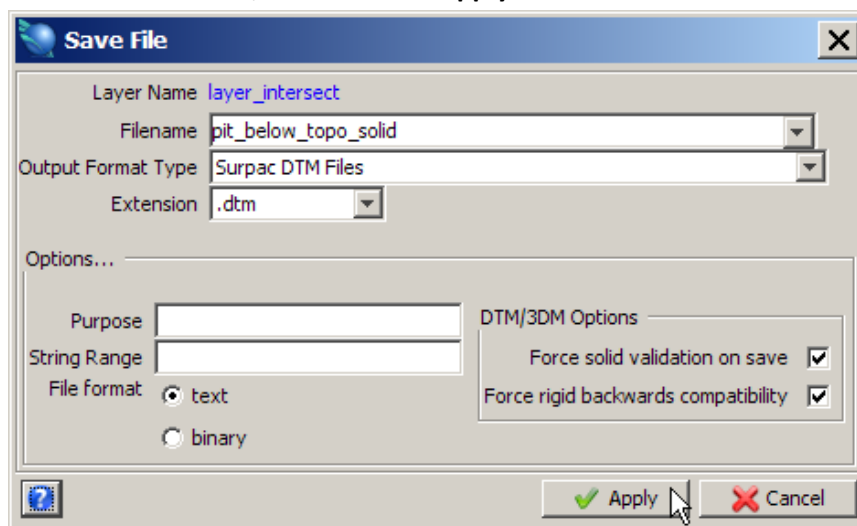 Apply
Save File
Layer Name layer_intersect
Filename pit_below_topo_solid
Output Format Type Surpac DTM Files
Extension .dtm
Options...
Purpose
String Range
File format text
binary
DTM/3DM Options
Force solid validation on save
Force rigid backwards compatibility
? Apply Cancel